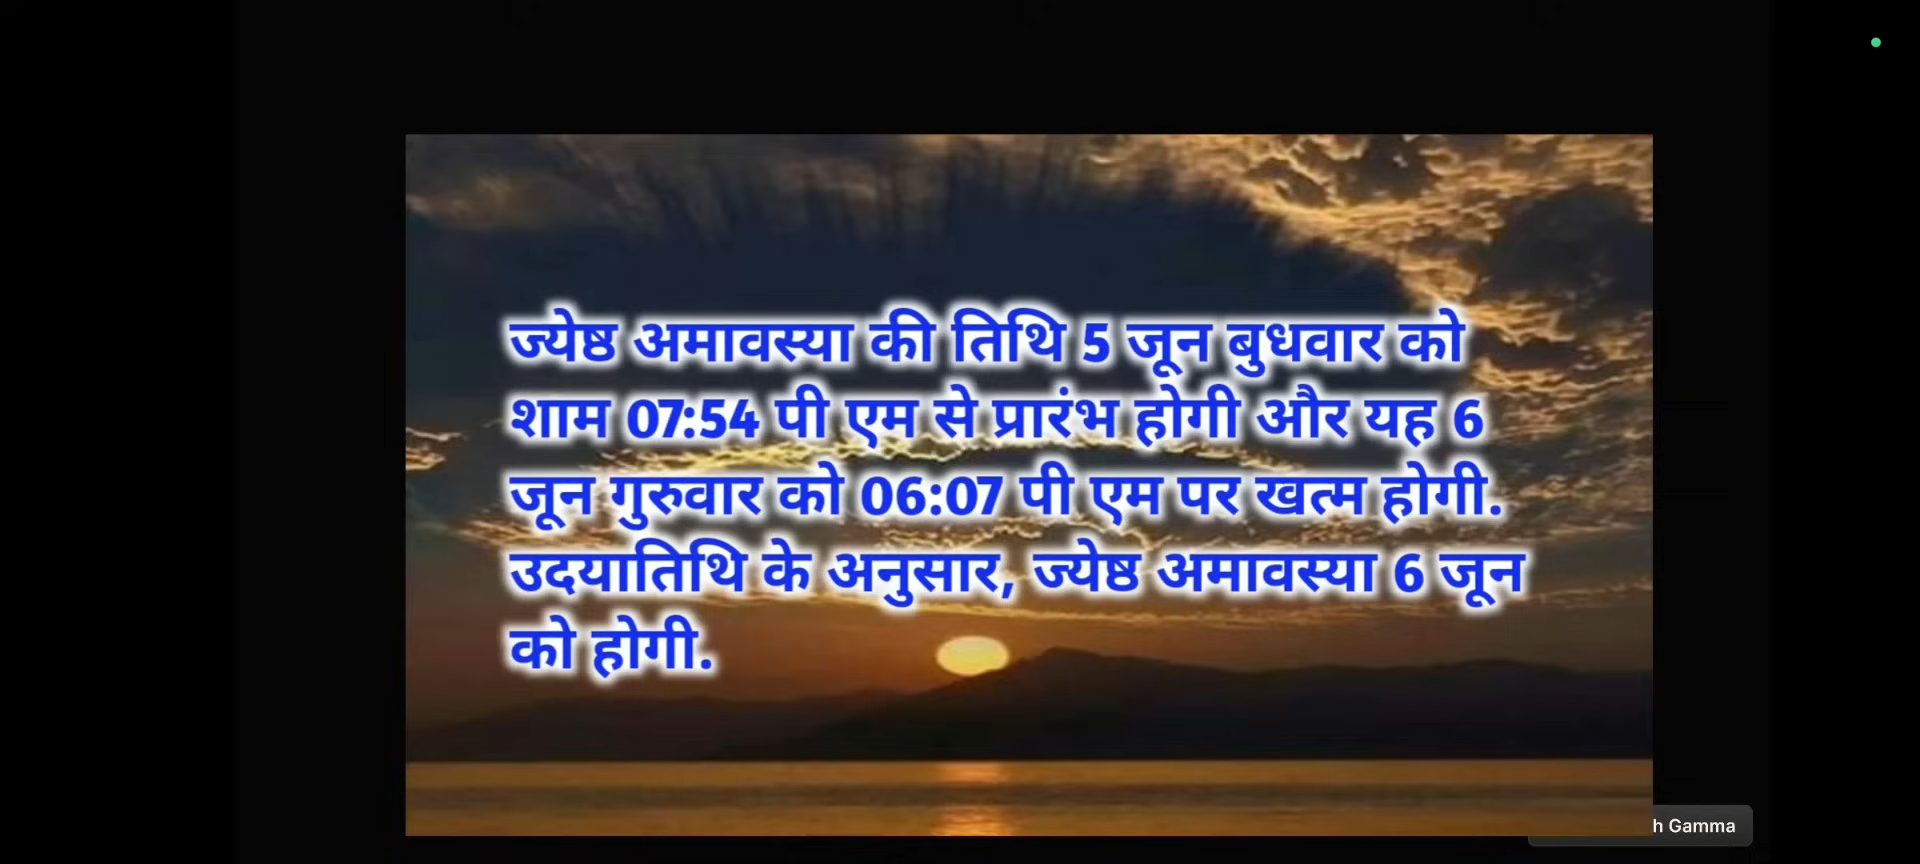 ज्येष्ठ अमावस्या की तिथि 5 जून बुधवार को
शाम 07:54 पी एम से प्रारंभ होगी और यह 6
जून गुरुवार को 06:07 पी एम पर खत्म होगी.
उदयातिथि के अनुसार, ज्येष्ठ अमावस्या 6 जून
को होगी.
Gamma